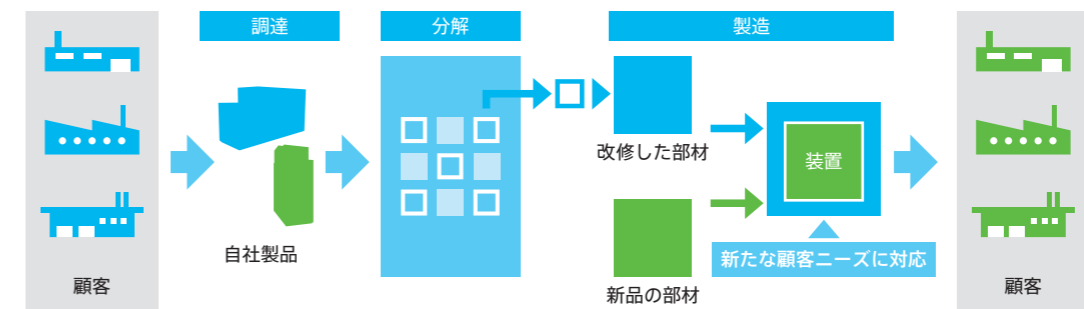 調達
分解
製造
顧客
自社製品
改修した部材
新品の部材
装置
新たな顧客ニーズに対応
顧客